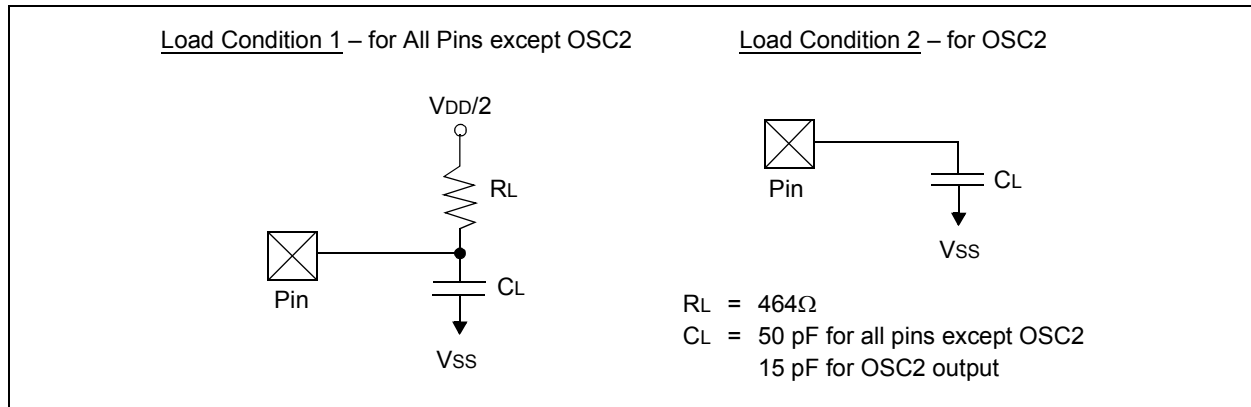 Load Condition 1 – for All Pins except OSC2
Load Condition 2 – for OSC2
VDD/2
RL
Pin
CL
VSS
Pin
CL
VSS
RL = 464Ω
CL = 50 pF for all pins except OSC2
15 pF for OSC2 output